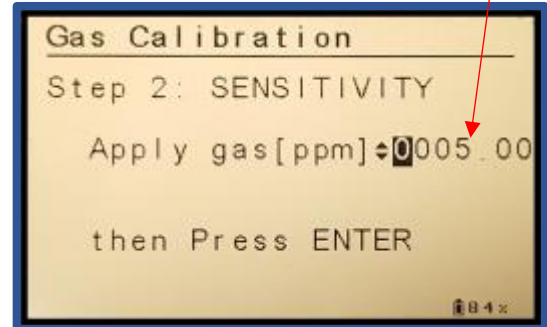 Gas Calibration
Step 2: SENSITIVITY
Apply gas[ppm]⬍0005.00
then Press ENTER
84%